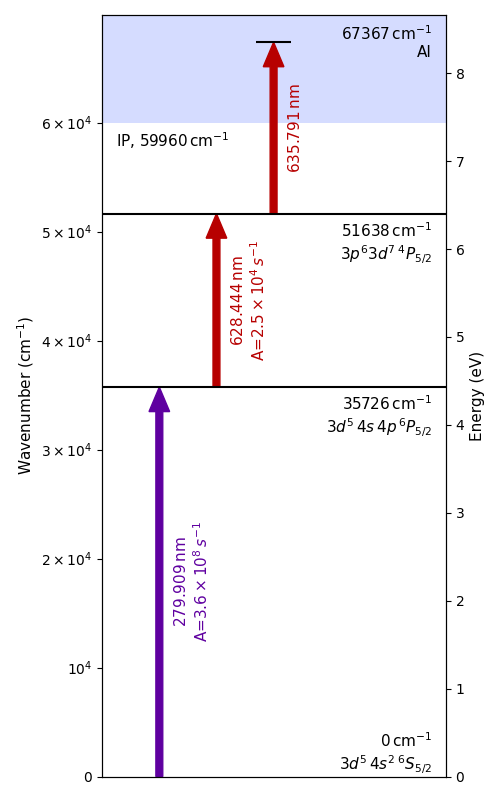 67367 cm⁻¹
AI
8
635.791 nm
6 × 10⁴
IP, 59960 cm⁻¹
7
5 × 10⁴
51638 cm⁻¹
3p⁶3d⁷ ⁴P₅/₂
6
628.444 nm
A=2.5 × 10⁴ s⁻¹
4 × 10⁴
5
Wavenumber (cm⁻¹)
Energy (eV)
35726 cm⁻¹
3d⁵ 4s 4p ⁶P₅/₂
4
3 × 10⁴
3
279.909 nm
A=3.6 × 10⁸ s⁻¹
2 × 10⁴
2
10⁴
1
0 cm⁻¹
3d⁵ 4s² ⁶S₅/₂
0
0